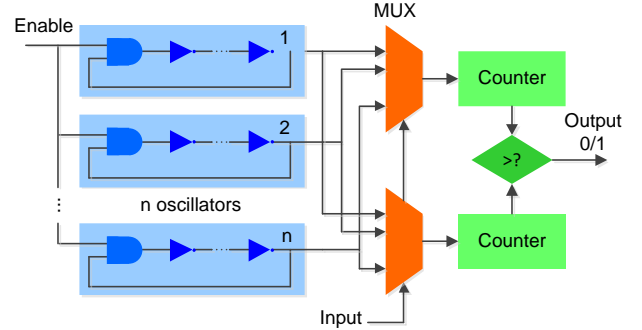 MUX
Enable
1
Counter
2
Output
0/1
>?
n oscillators
n
Counter
Input